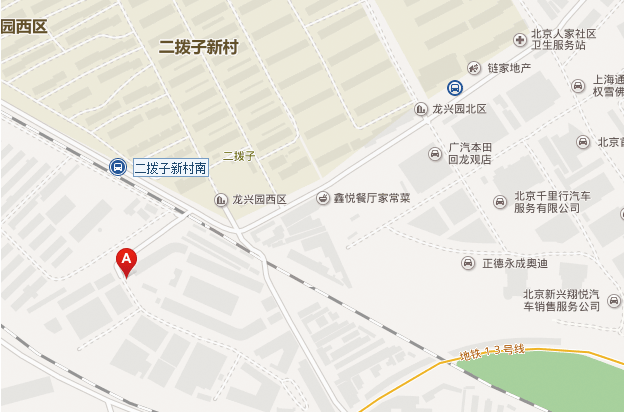 园西区
二拨子新村
北京人家社区
卫生服务站
链家地产
上海通
权雪佛
龙兴园北区
北京首
广汽本田
回龙观店
二拨子
二拨子新村南
龙兴园西区
鑫悦餐厅家常菜
北京千里行汽车
服务有限公司
A
正德永成奥迪
北京新兴翔悦汽
车销售服务公司
地铁13号线